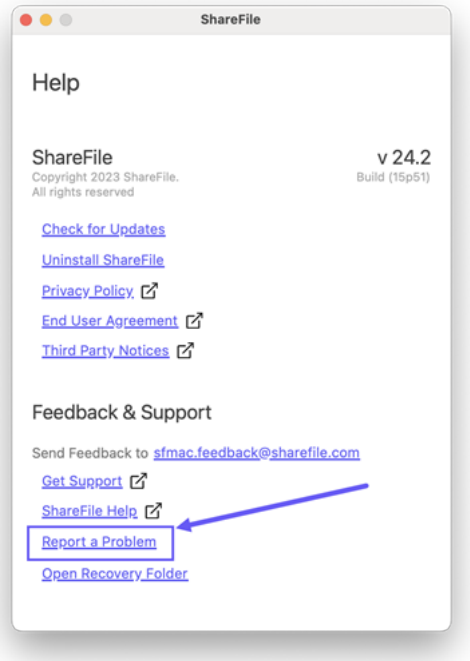 ShareFile
Help
ShareFile v 24.2
Copyright 2023 ShareFile. Build (15p51)
All rights reserved
Check for Updates
Uninstall ShareFile
Privacy Policy
End User Agreement
Third Party Notices
Feedback & Support
Send Feedback to sfmac.feedback@sharefile.com
Get Support
ShareFile Help
Report a Problem
Open Recovery Folder